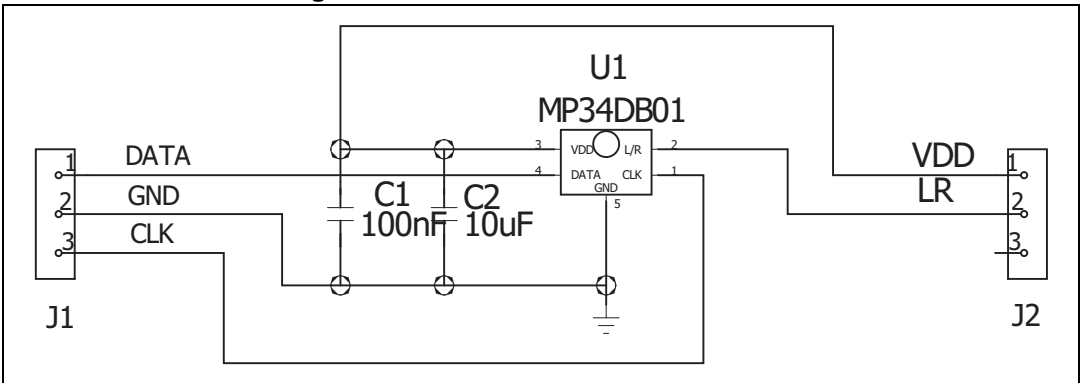 U1
MP34DB01
3 VDD L/R 2
4 DATA CLK 1
GND
5
DATA
GND
CLK
1
2
3
J1
C1
100nF
C2
10uF
VDD
LR
1
2
3
J2